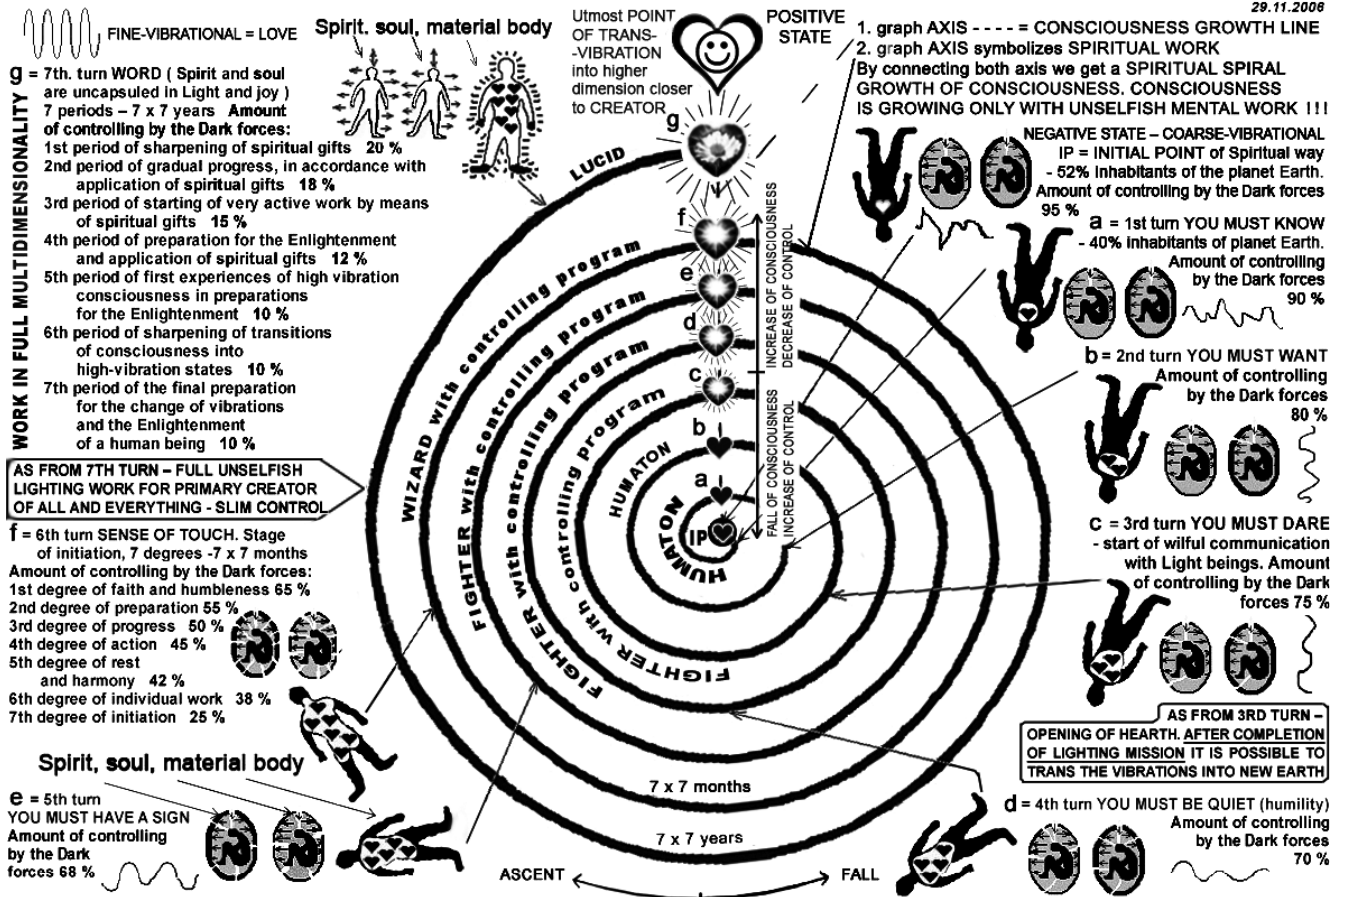 29.11.2006
FINE-VIBRATIONAL = LOVE
Spirit, soul, material body
g = 7th. turn WORD ( Spirit and soul
are uncapsuled in Light and joy )
7 periods – 7 x 7 years Amount
of controlling by the Dark forces:
1st period of sharpening of spiritual gifts 20 %
2nd period of gradual progress, in accordance with
application of spiritual gifts 18 %
3rd period of starting of very active work by means
of spiritual gifts 15 %
4th period of preparation for the Enlightenment
and application of spiritual gifts 12 %
5th period of first experiences of high vibration
consciousness in preparations
for the Enlightenment 10 %
6th period of sharpening of transitions
of consciousness into
high-vibration states 10 %
7th period of the final preparation
for the change of vibrations
and the Enlightenment
of a human being 10 %
WORK IN FULL MULTIDIMENSIONALITY
AS FROM 7TH TURN – FULL UNSELFISH
LIGHTING WORK FOR PRIMARY CREATOR
OF ALL AND EVERYTHING - SLIM CONTROL
f = 6th turn SENSE OF TOUCH. Stage
of initiation, 7 degrees -7 x 7 months
Amount of controlling by the Dark forces:
1st degree of faith and humbleness 65 %
2nd degree of preparation 55 %
3rd degree of progress 50 %
4th degree of action 45 %
5th degree of rest
and harmony 42 %
6th degree of individual work 38 %
7th degree of initiation 25 %
Spirit, soul, material body
e = 5th turn
YOU MUST HAVE A SIGN
Amount of controlling
by the Dark
forces 68 %
Utmost POINT
OF TRANS-
-VIBRATION
into higher
dimension closer
to CREATOR
POSITIVE
STATE
g
f
e
d
c
b
a
IP
LUCID
WIZARD with controlling program
FIGHTER with controlling program
FIGHTER with controlling program
FIGHTER with controlling program
HUMATON
HUMATON
INCREASE OF CONSCIOUSNESS
DECREASE OF CONTROL
FALL OF CONSCIOUSNESS
INCREASE OF CONTROL
7 x 7 months
7 x 7 years
ASCENT
FALL
1. graph AXIS - - - - = CONSCIOUSNESS GROWTH LINE
2. graph AXIS symbolizes SPIRITUAL WORK
By connecting both axis we get a SPIRITUAL SPIRAL
GROWTH OF CONSCIOUSNESS. CONSCIOUSNESS
IS GROWING ONLY WITH UNSELFISH MENTAL WORK !!!
NEGATIVE STATE – COARSE-VIBRATIONAL
IP = INITIAL POINT of Spiritual way
- 52% Inhabitants of the planet Earth.
Amount of controlling by the Dark forces
95 %
a = 1st turn YOU MUST KNOW
- 40% inhabitants of planet Earth.
Amount of controlling
by the Dark forces
90 %
b = 2nd turn YOU MUST WANT
Amount of controlling
by the Dark forces
80 %
c = 3rd turn YOU MUST DARE
- start of wilful communication
with Light beings. Amount
of controlling by the Dark
forces 75 %
AS FROM 3RD TURN –
OPENING OF HEARTH. AFTER COMPLETION
OF LIGHTING MISSION IT IS POSSIBLE TO
TRANS THE VIBRATIONS INTO NEW EARTH
d = 4th turn YOU MUST BE QUIET (humility)
Amount of controlling
by the Dark forces
70 %